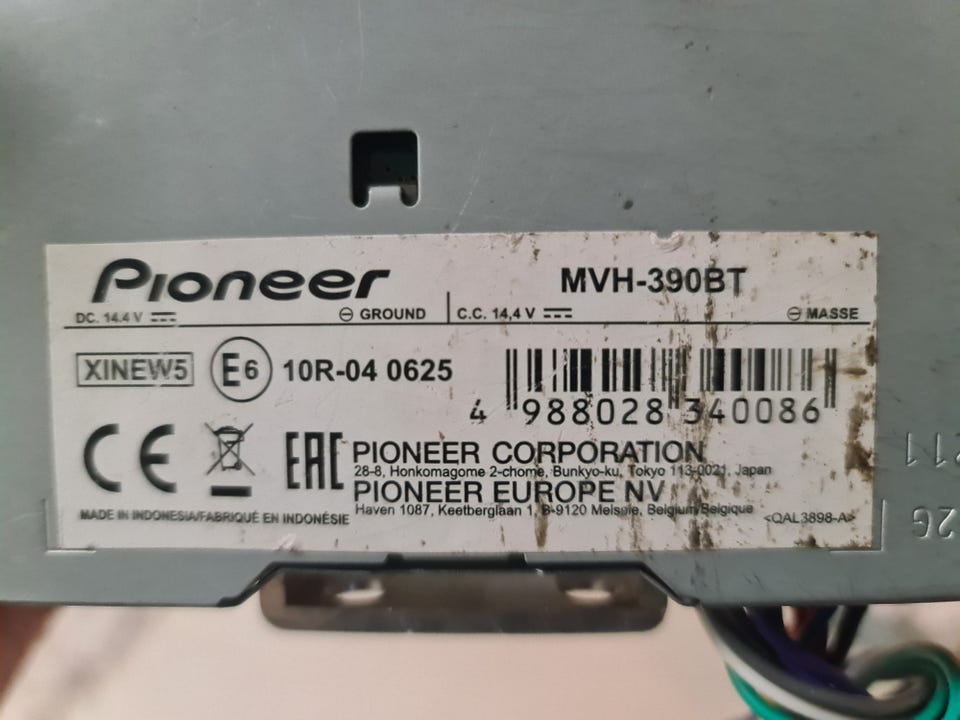 Pioneer
MVH-390BT
DC. 14.4 V ⎓ ⊖ GROUND
C.C. 14,4 V ⎓ ⊖ MASSE
XINEW5
E6 10R-04 0625
4 988028 340086
CE
EAC
PIONEER CORPORATION
28-8, Honkomagome 2-chome, Bunkyo-ku, Tokyo 113-0021, Japan
PIONEER EUROPE NV
Haven 1087, Keetberglaan 1, B-9120 Melsele, Belgium/Belgique
MADE IN INDONESIA/FABRIQUÉ EN INDONÉSIE
<QAL3898-A>